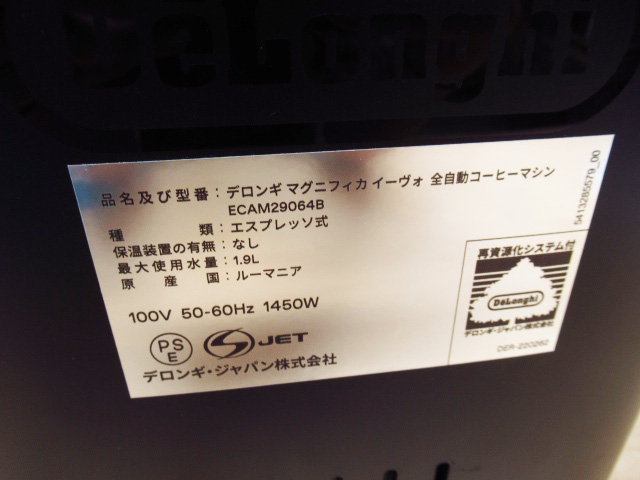 DeLonghi
品名及び型番：デロンギ マグニフィカ イーヴォ 全自動コーヒーマシン
ECAM29064B
種類：エスプレッソ式
保温装置の有無：なし
最大使用水量：1.9L
原産国：ルーマニア
100V 50-60Hz 1450W
PS
E
S JET
デロンギ・ジャパン株式会社
5413285579_00
再資源化システム付
DeLonghi
デロンギ・ジャパン株式会社
DER-220262